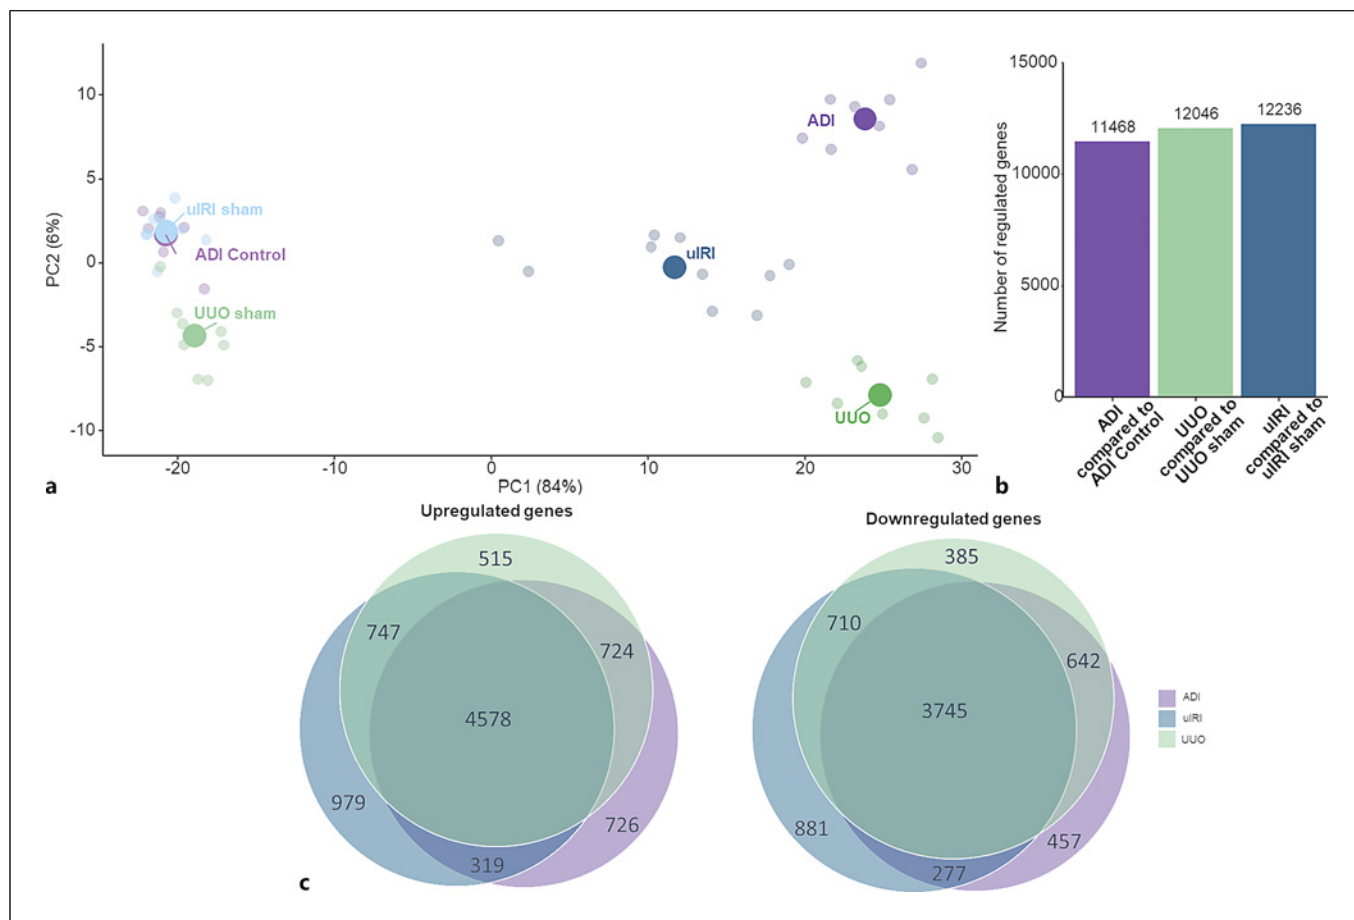 10
5
0
-5
-10
PC2 (6%)
ADI
uIRI sham
ADI Control
uIRI
UUO sham
UUO
-20
-10
0
10
20
30
PC1 (84%)
a
15000
10000
5000
0
Number of regulated genes
11468
12046
12236
ADI
compared to
ADI Control
UUO
compared to
UUO sham
uIRI
compared to
uIRI sham
b
Upregulated genes
515
747
724
4578
979
726
319
Downregulated genes
385
710
642
3745
881
457
277
ADI
uIRI
UUO
c